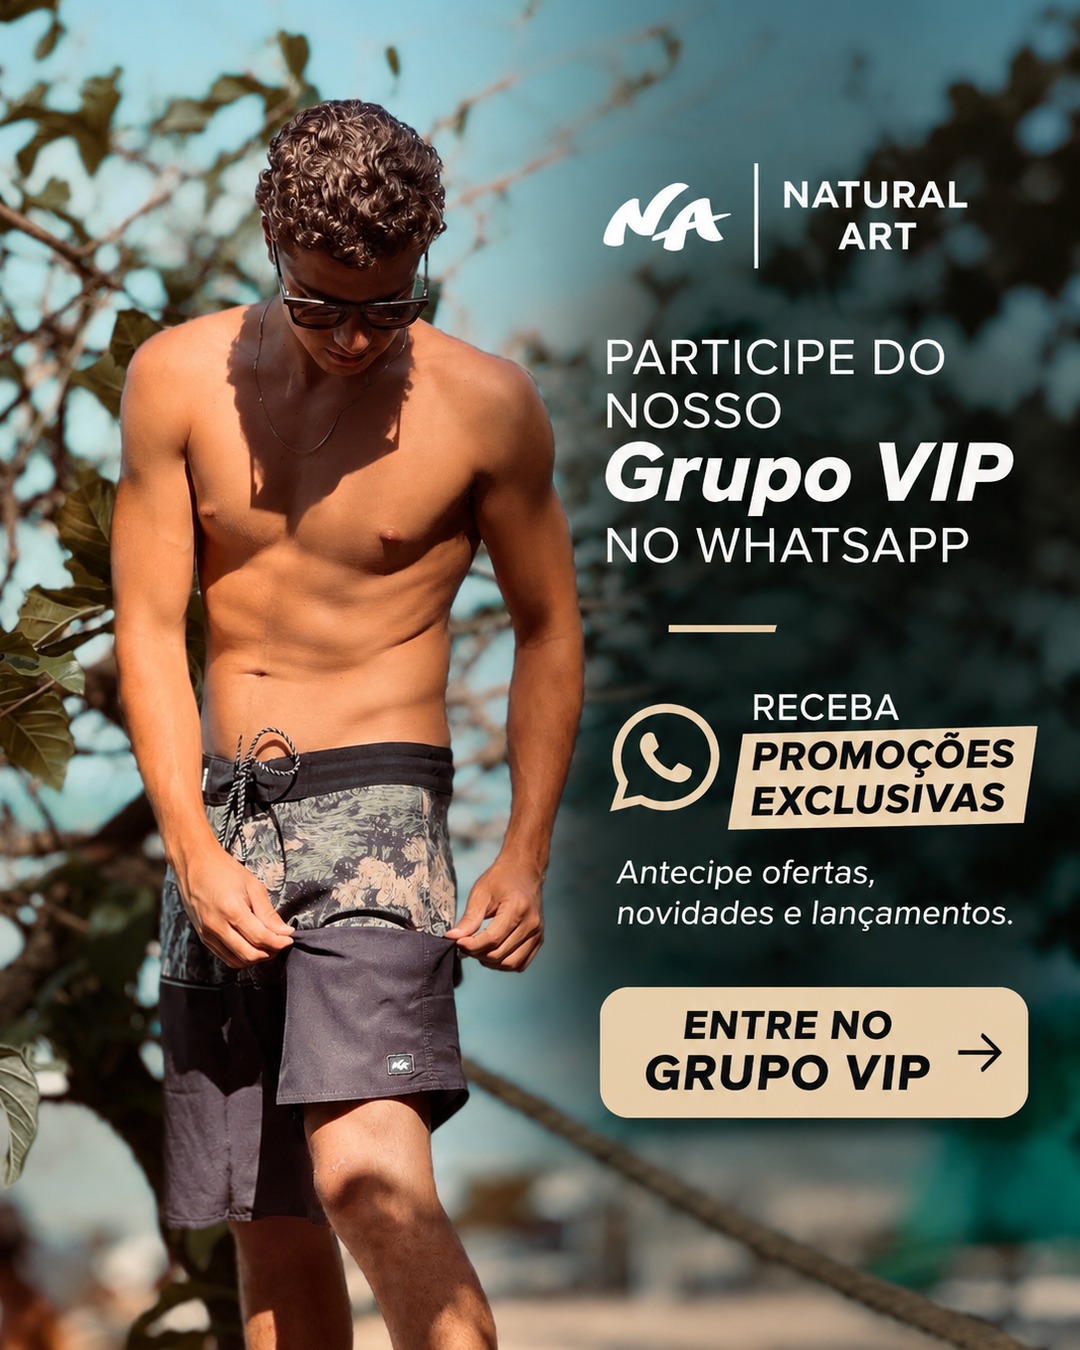 NA
NATURAL
ART
PARTICIPE DO
NOSSO
Grupo VIP
NO WHATSAPP
RECEBA
PROMOÇÕES
EXCLUSIVAS
Antecipe ofertas,
novidades e lançamentos.
ENTRE NO
GRUPO VIP
NA